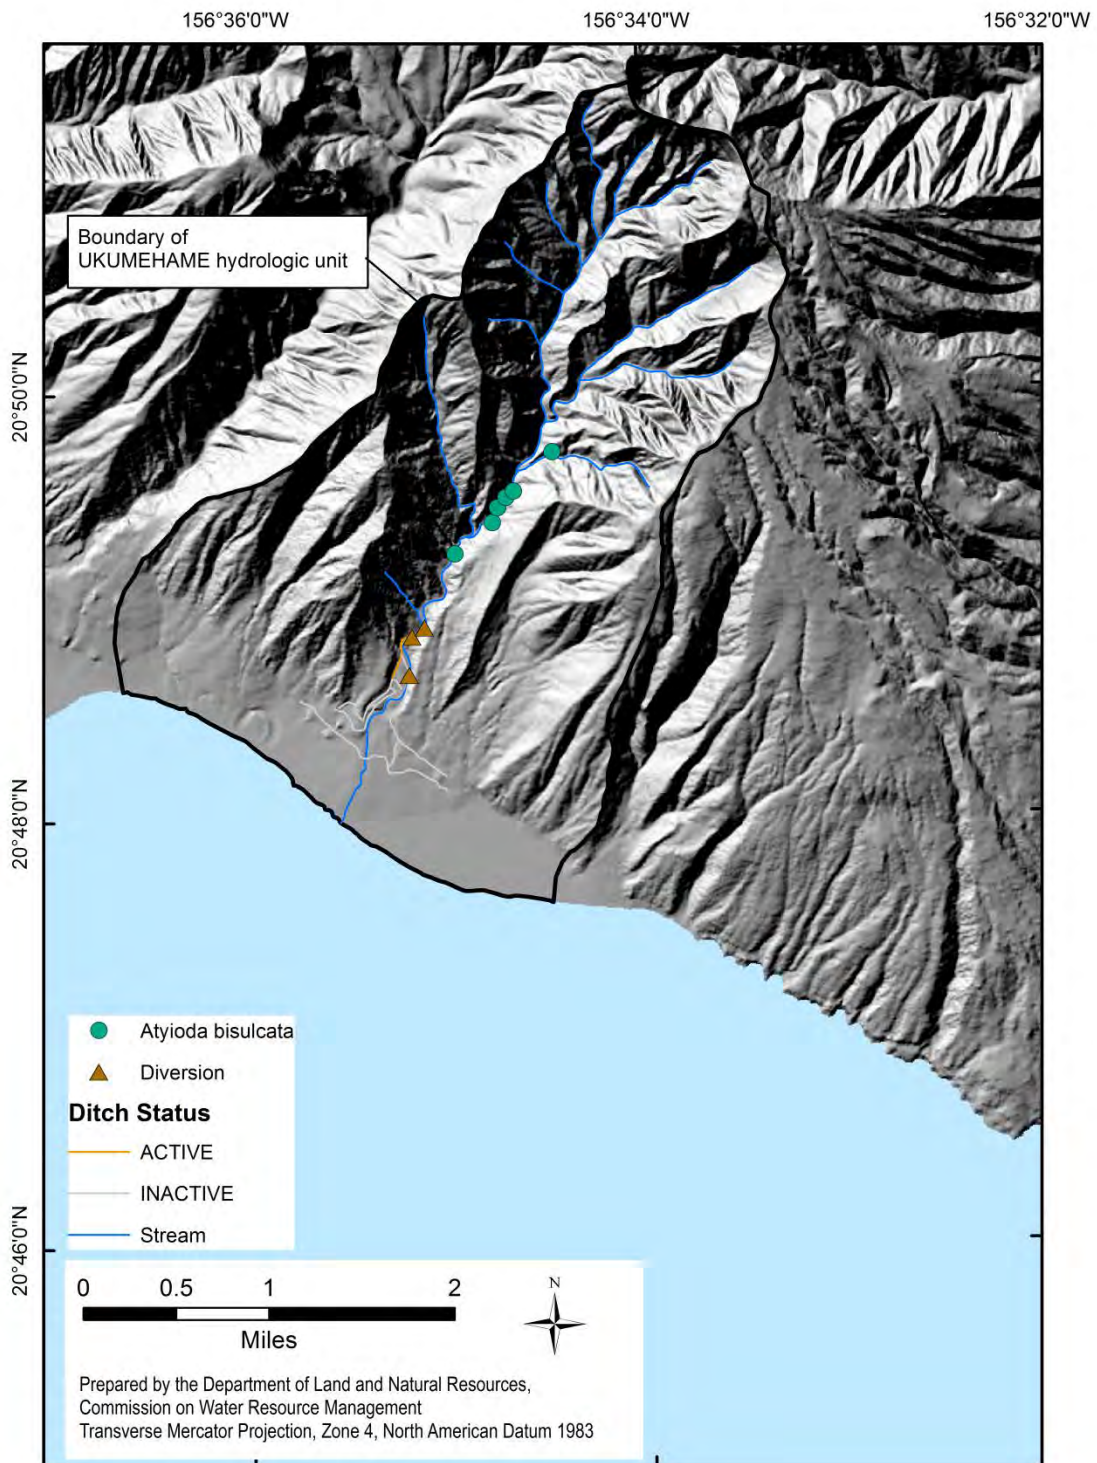 156°36'0"W
156°34'0"W
156°32'0"W
Boundary of
UKUMEHAME hydrologic unit
20°50'0"N
20°48'0"N
Atyioda bisulcata
Diversion
Ditch Status
ACTIVE
INACTIVE
Stream
20°46'0"N
0 0.5 1 2
Miles
N
Prepared by the Department of Land and Natural Resources,
Commission on Water Resource Management
Transverse Mercator Projection, Zone 4, North American Datum 1983